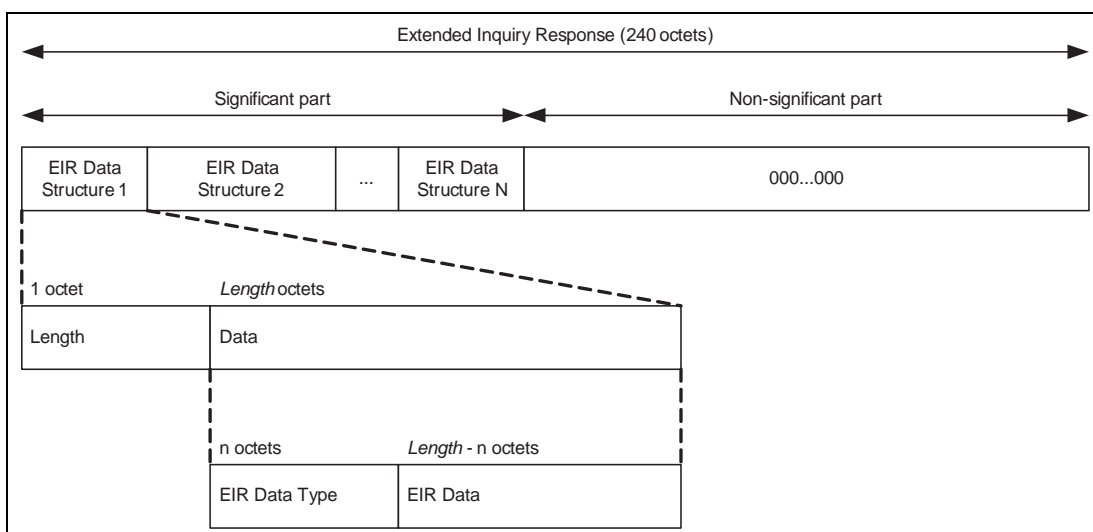 Extended Inquiry Response (240 octets)
Significant part
Non-significant part
EIR Data
Structure 1
EIR Data
Structure 2
...
EIR Data
Structure N
000...000
1 octet
Length octets
Length
Data
n octets
Length - n octets
EIR Data Type
EIR Data